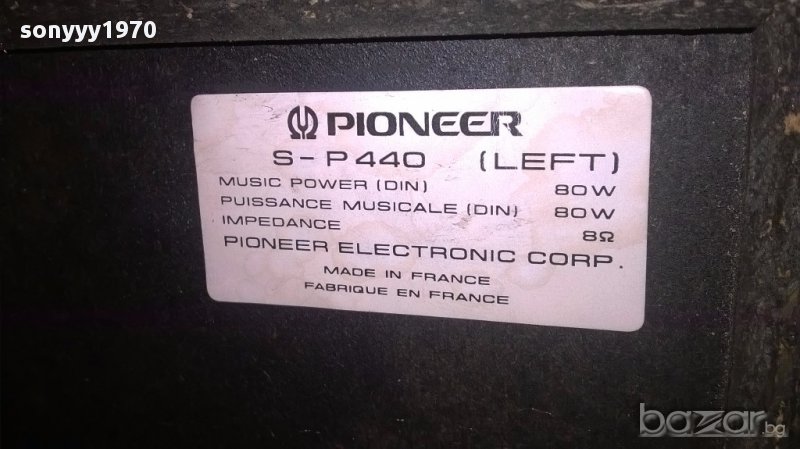 sonyyy1970
PIONEER
S-P440 (LEFT)
MUSIC POWER (DIN) 80W
PUISSANCE MUSICALE (DIN) 80W
IMPEDANCE 8Ω
PIONEER ELECTRONIC CORP.
MADE IN FRANCE
FABRIQUE EN FRANCE
bazar.bg